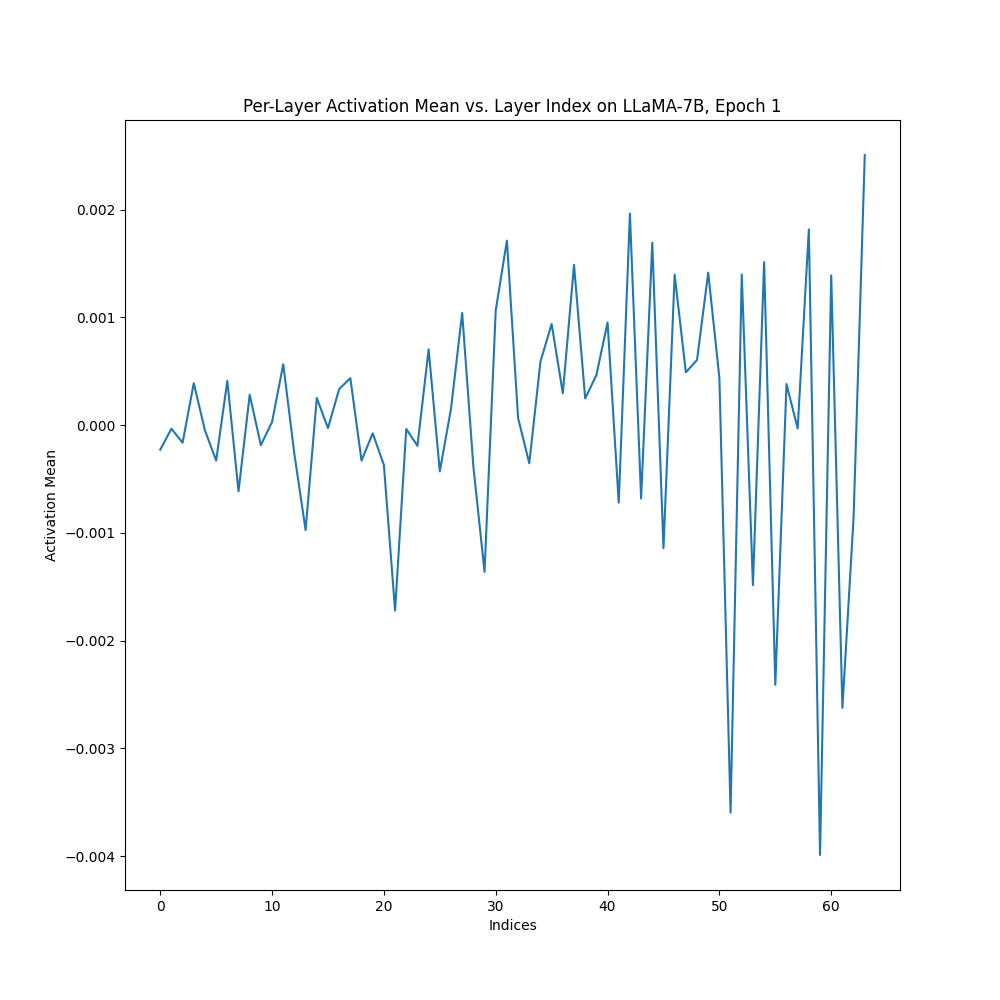 Per-Layer Activation Mean vs. Layer Index on LLaMA-7B, Epoch 1
0.002
0.001
0.000
−0.001
−0.002
−0.003
−0.004
Activation Mean
0 10 20 30 40 50 60
Indices